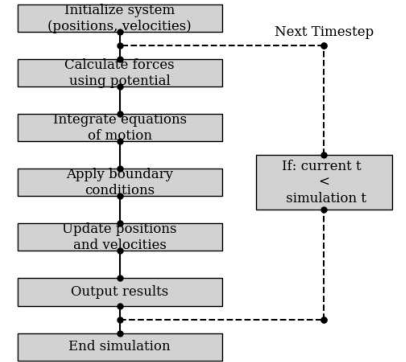 Initialize system
(positions, velocities)
Next Timestep
Calculate forces
using potential
Integrate equations
of motion
If: current t
<
simulation t
Apply boundary
conditions
Update positions
and velocities
Output results
End simulation